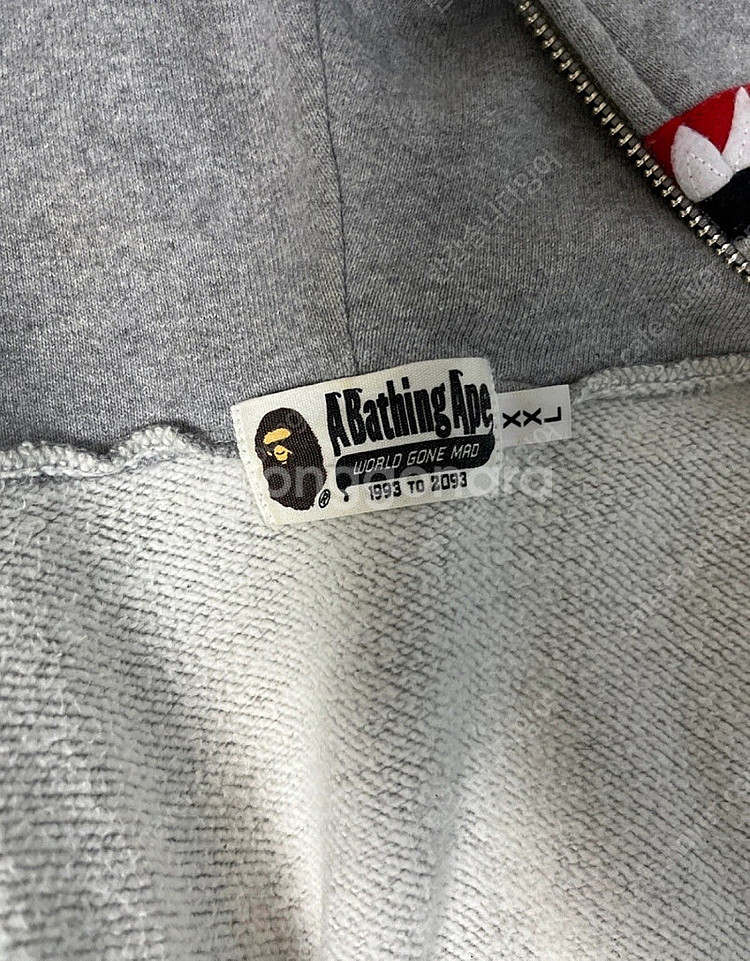 A Bathing Ape
XXL
WORLD GONE MAD
® 1993 TO 2093